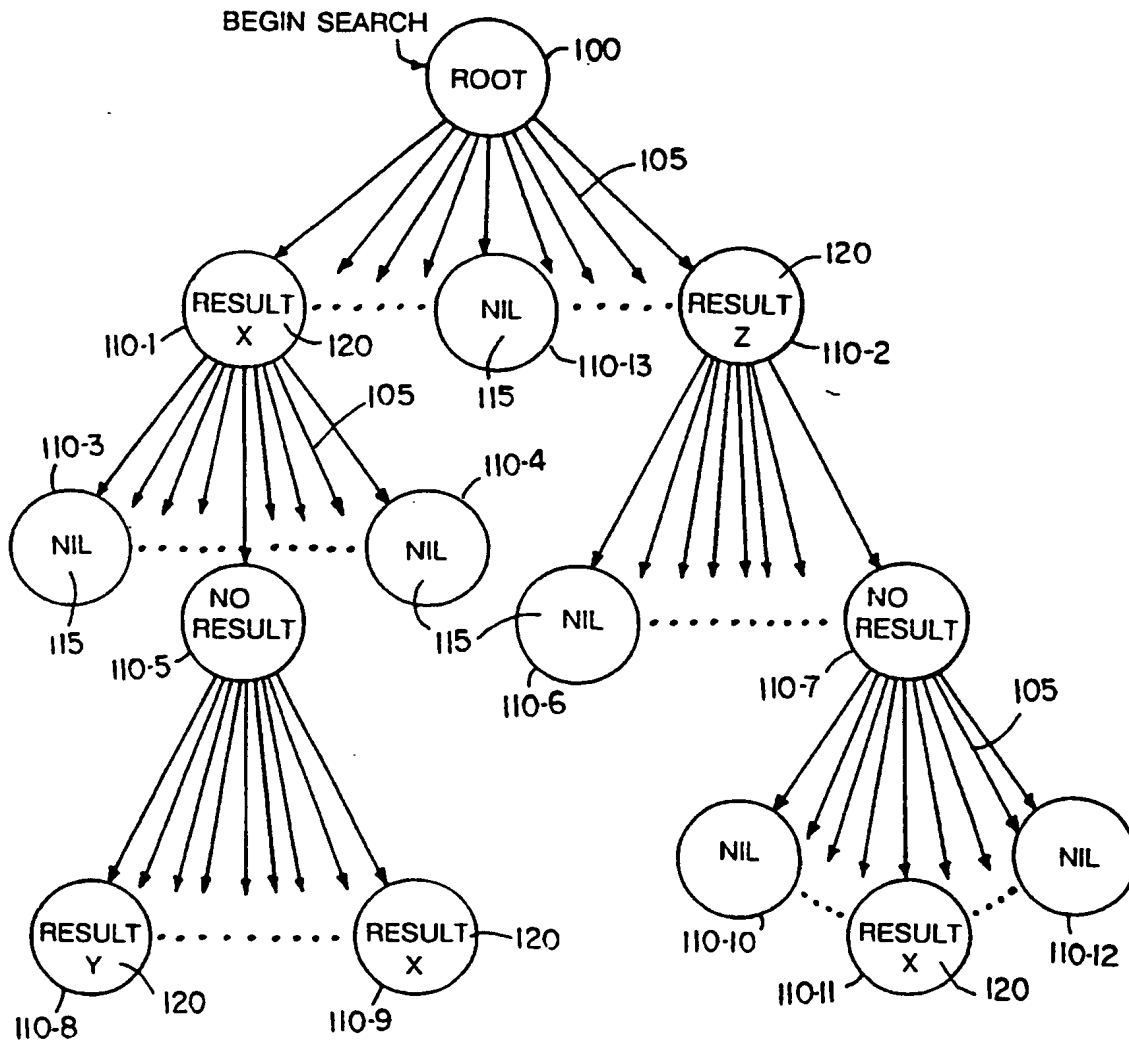 BEGIN SEARCH
100
ROOT
105
120
RESULT
X
120
110-1
NIL
115
110-13
RESULT
Z
110-2
105
110-3
NIL
115
110-4
NIL
115
NO
RESULT
110-5
NIL
110-6
NO
RESULT
110-7
105
RESULT
Y
120
110-8
RESULT
X
120
110-9
NIL
110-10
RESULT
X
120
110-11
NIL
110-12